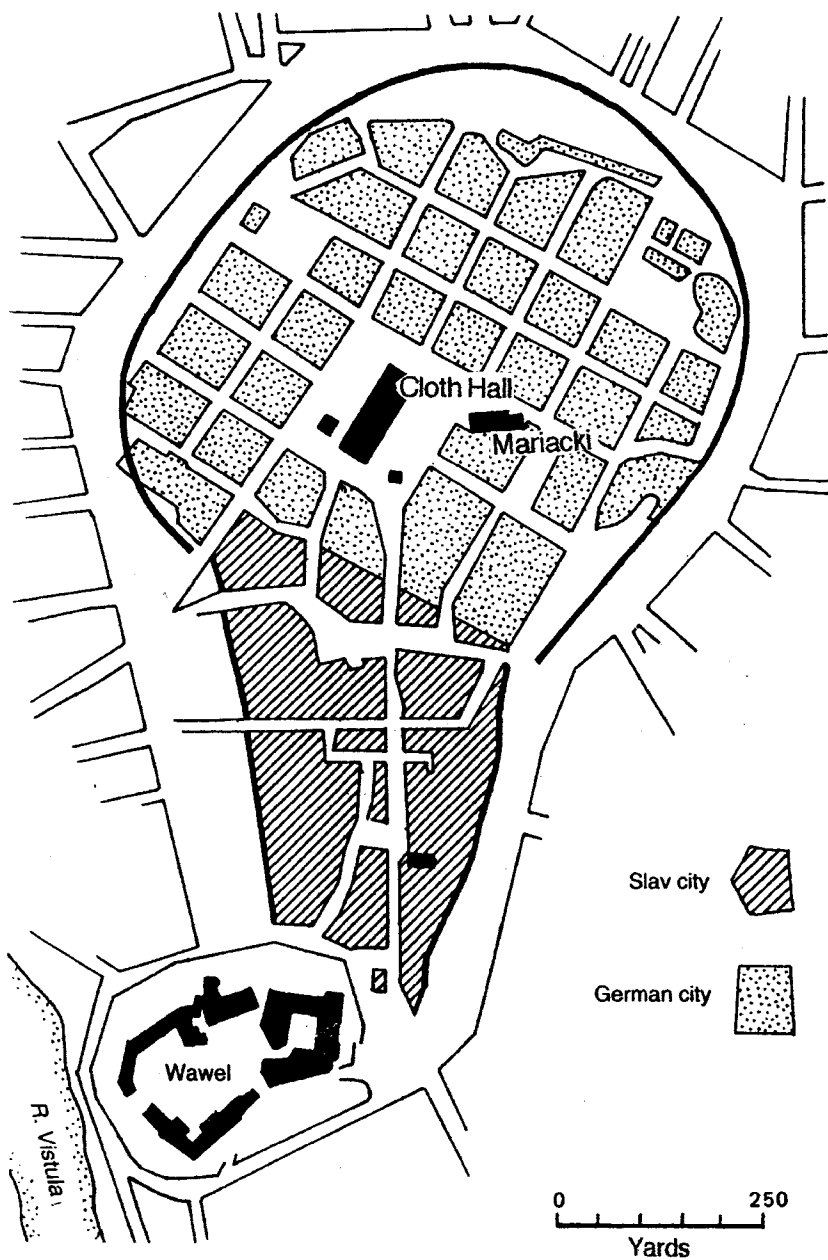 Cloth Hall
Mariacki
Slav city
German city
Wawel
R. Vistula
0 250
Yards